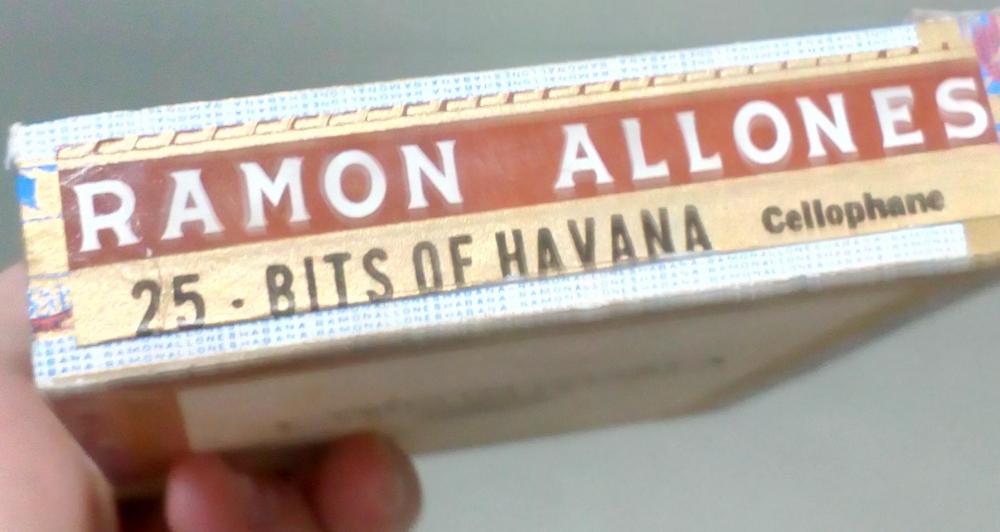 RAMON ALLONES
25 - BITS OF HAVANA Cellophane